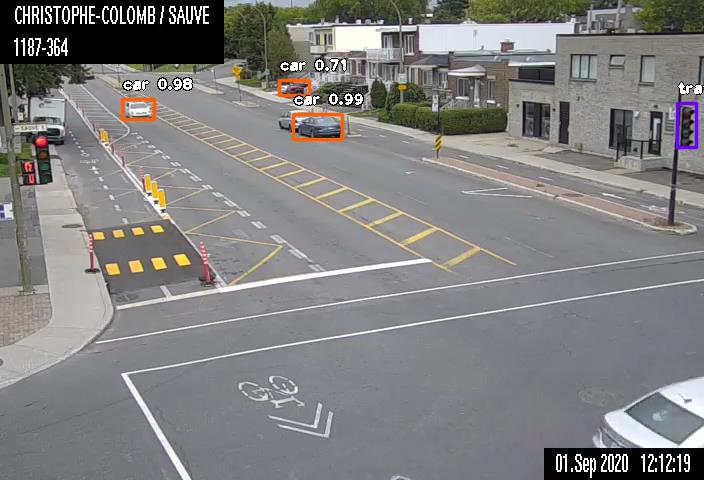 CHRISTOPHE-COLOMB / SAUVE
1187-364
car 0.71
car 0.98
car 0.99
tra
SAUVE
01.Sep 2020 12:12:19